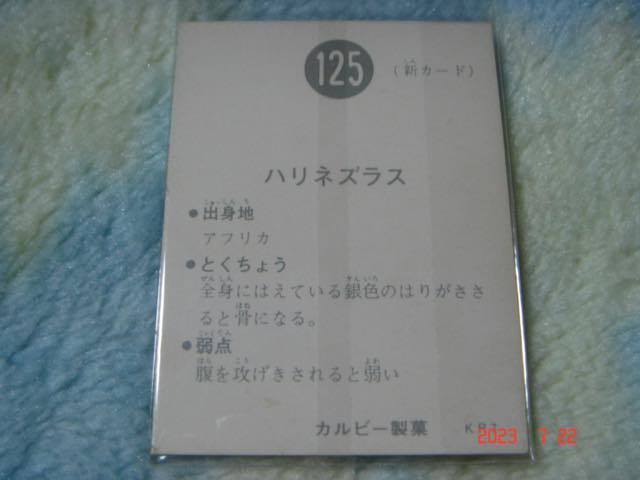 125
(新カード)
ハリネズラス
●出身地
アフリカ
●とくちょう
全身にはえている銀色のはりがささ
ると骨になる。
●弱点
腹を攻げきされると弱い
カルビー製菓
2023 7 22